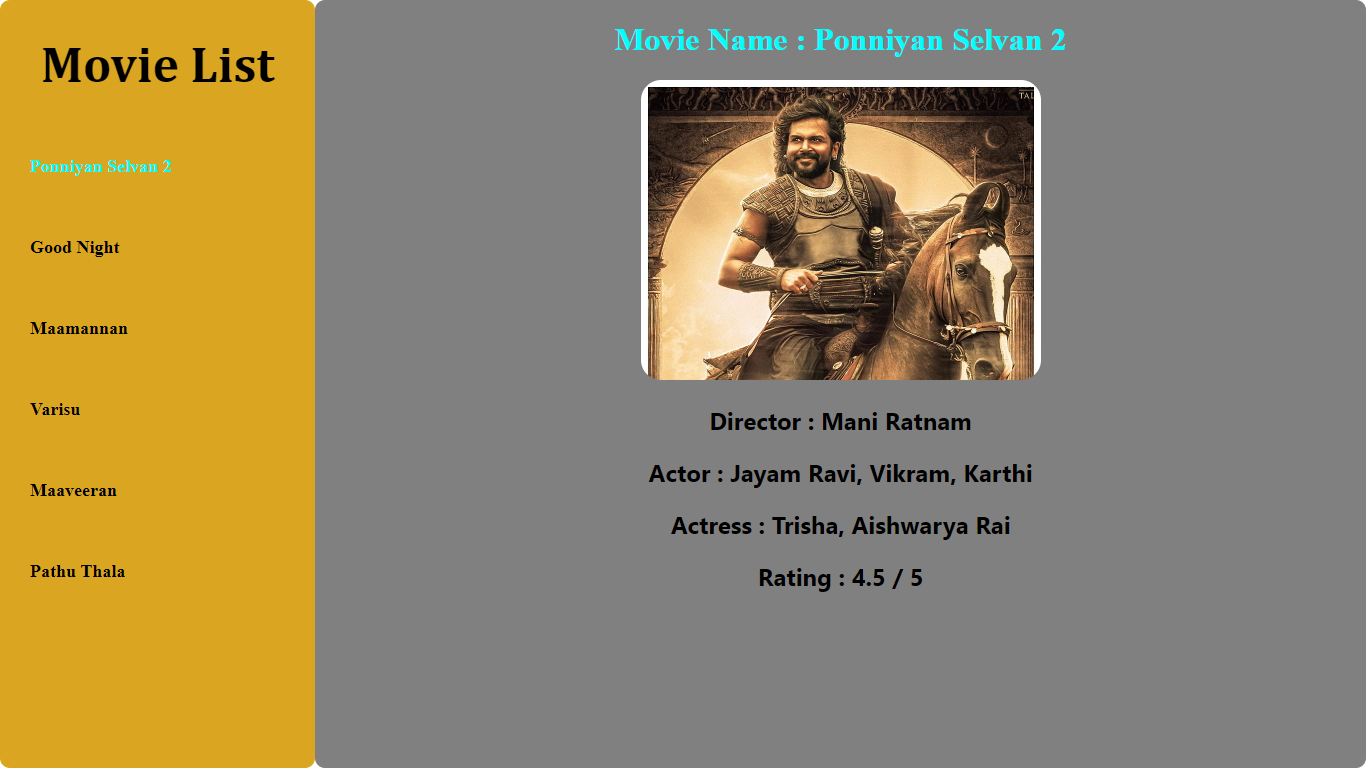 Movie List
Ponniyan Selvan 2
Good Night
Maamannan
Varisu
Maaveeran
Pathu Thala
Movie Name : Ponniyan Selvan 2
TAL
Director : Mani Ratnam
Actor : Jayam Ravi, Vikram, Karthi
Actress : Trisha, Aishwarya Rai
Rating : 4.5 / 5